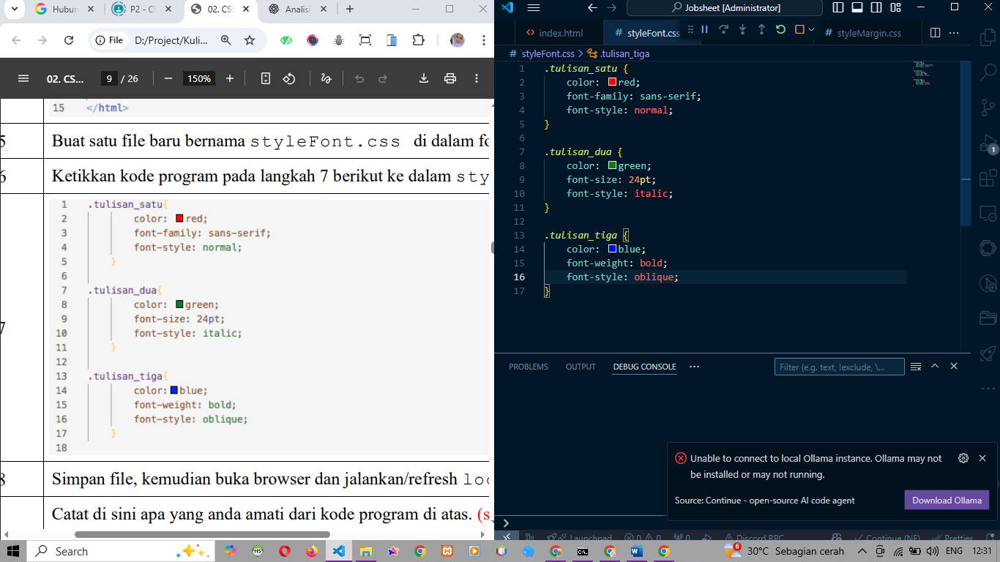 Hubun
P2 - CS
02. CS
Analisi
File
D:/Project/Kuli...
02. CS...
9 / 26
150%
15 </html>
5 Buat satu file baru bernama styleFont.css di dalam fo
6 Ketikkan kode program pada langkah 7 berikut ke dalam sty
7
1 .tulisan_satu{
2 color: red;
3 font-family: sans-serif;
4 font-style: normal;
5 }
6
7 .tulisan_dua{
8 color: green;
9 font-size: 24pt;
10 font-style: italic;
11 }
12
13 .tulisan_tiga{
14 color: blue;
15 font-weight: bold;
16 font-style: oblique;
17 }
18
8 Simpan file, kemudian buka browser dan jalankan/refresh loc
Catat di sini apa yang anda amati dari kode program di atas. (s
Jobsheet [Administrator]
<> index.html
# styleFont.css
# styleMargin.css
# styleFont.css > .tulisan_tiga
1 .tulisan_satu {
2 color: red;
3 font-family: sans-serif;
4 font-style: normal;
5 }
6
7 .tulisan_dua {
8 color: green;
9 font-size: 24pt;
10 font-style: italic;
11 }
12
13 .tulisan_tiga {
14 color: blue;
15 font-weight: bold;
16 font-style: oblique;
17 }
1
PROBLEMS OUTPUT DEBUG CONSOLE ...
Filter (e.g. text, !exclude, \...
Unable to connect to local Ollama instance. Ollama may not
be installed or may not running.
Source: Continue - open-source AI code agent
Download Ollama
Launchpad 0 0 0 Discord RPC Continue (NE) Prettier
Search
6
30°C Sebagian cerah
ENG
12:31